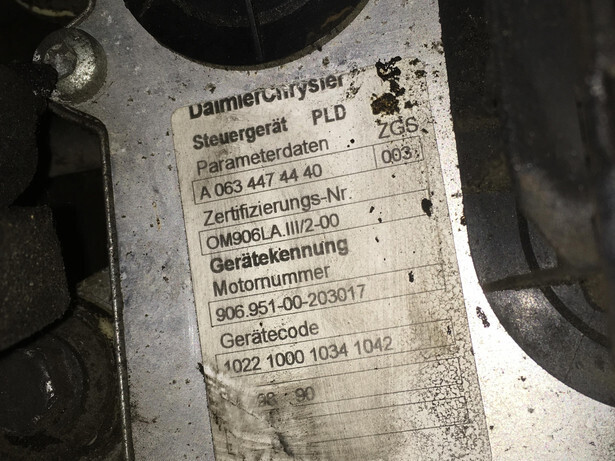 DaimlerChrysler
Steuergerät PLD
Parameterdaten ZGS
A 063 447 44 40 003
Zertifizierungs-Nr.
OM906LA.III/2-00
Gerätekennung
Motornummer
906.951-00-203017
Gerätecode
1022 1000 1034 1042
90